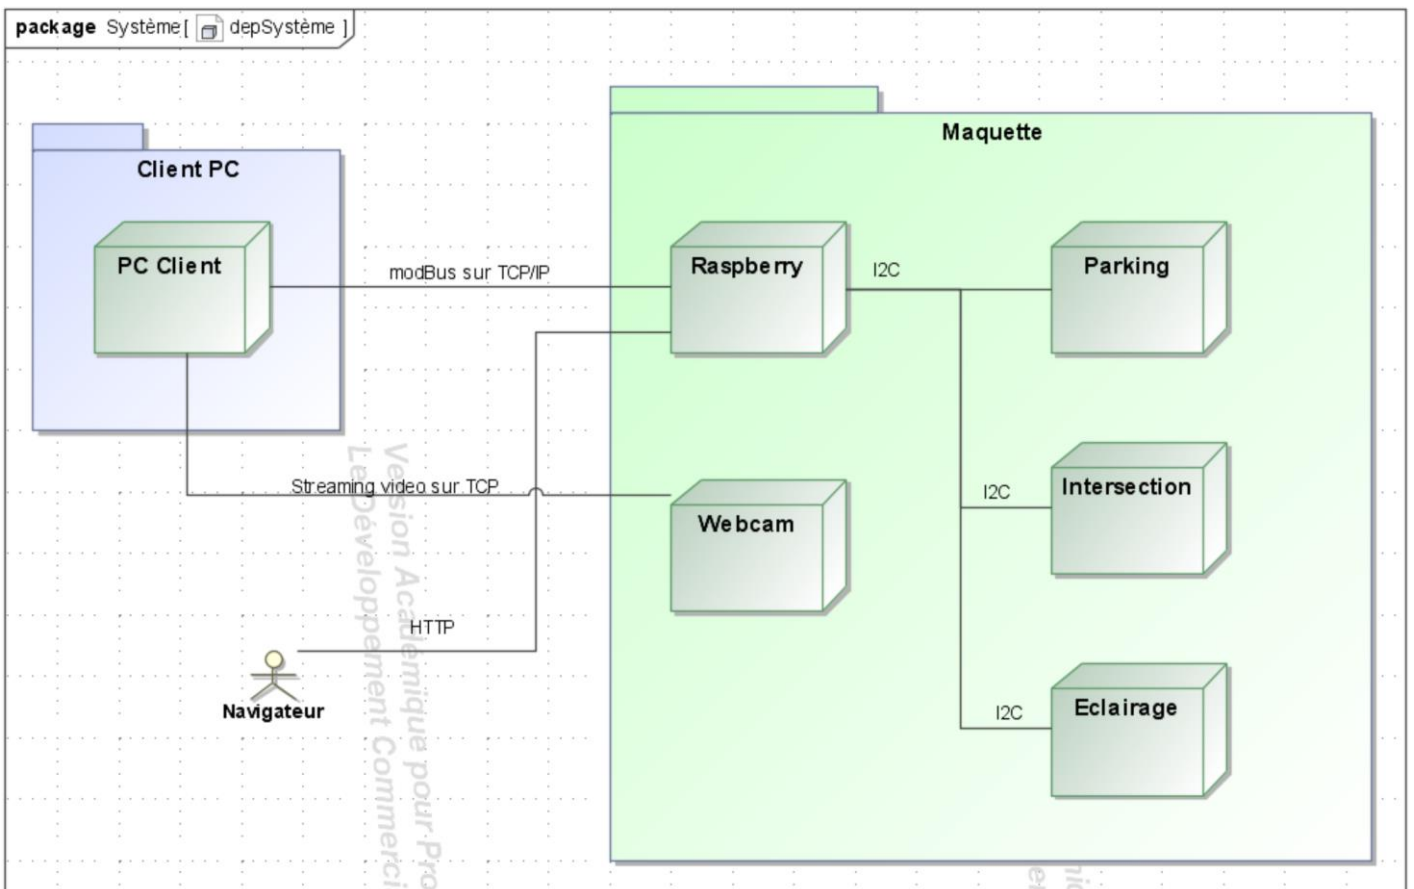 package Système[ depSystème ]
Maquette
Client PC
PC Client
modBus sur TCP/IP
Raspberry
I2C
Parking
Streaming video sur TCP
Webcam
I2C
Intersection
HTTP
Navigateur
I2C
Eclairage
Version Académique pour Pro
Le Développement Commerci